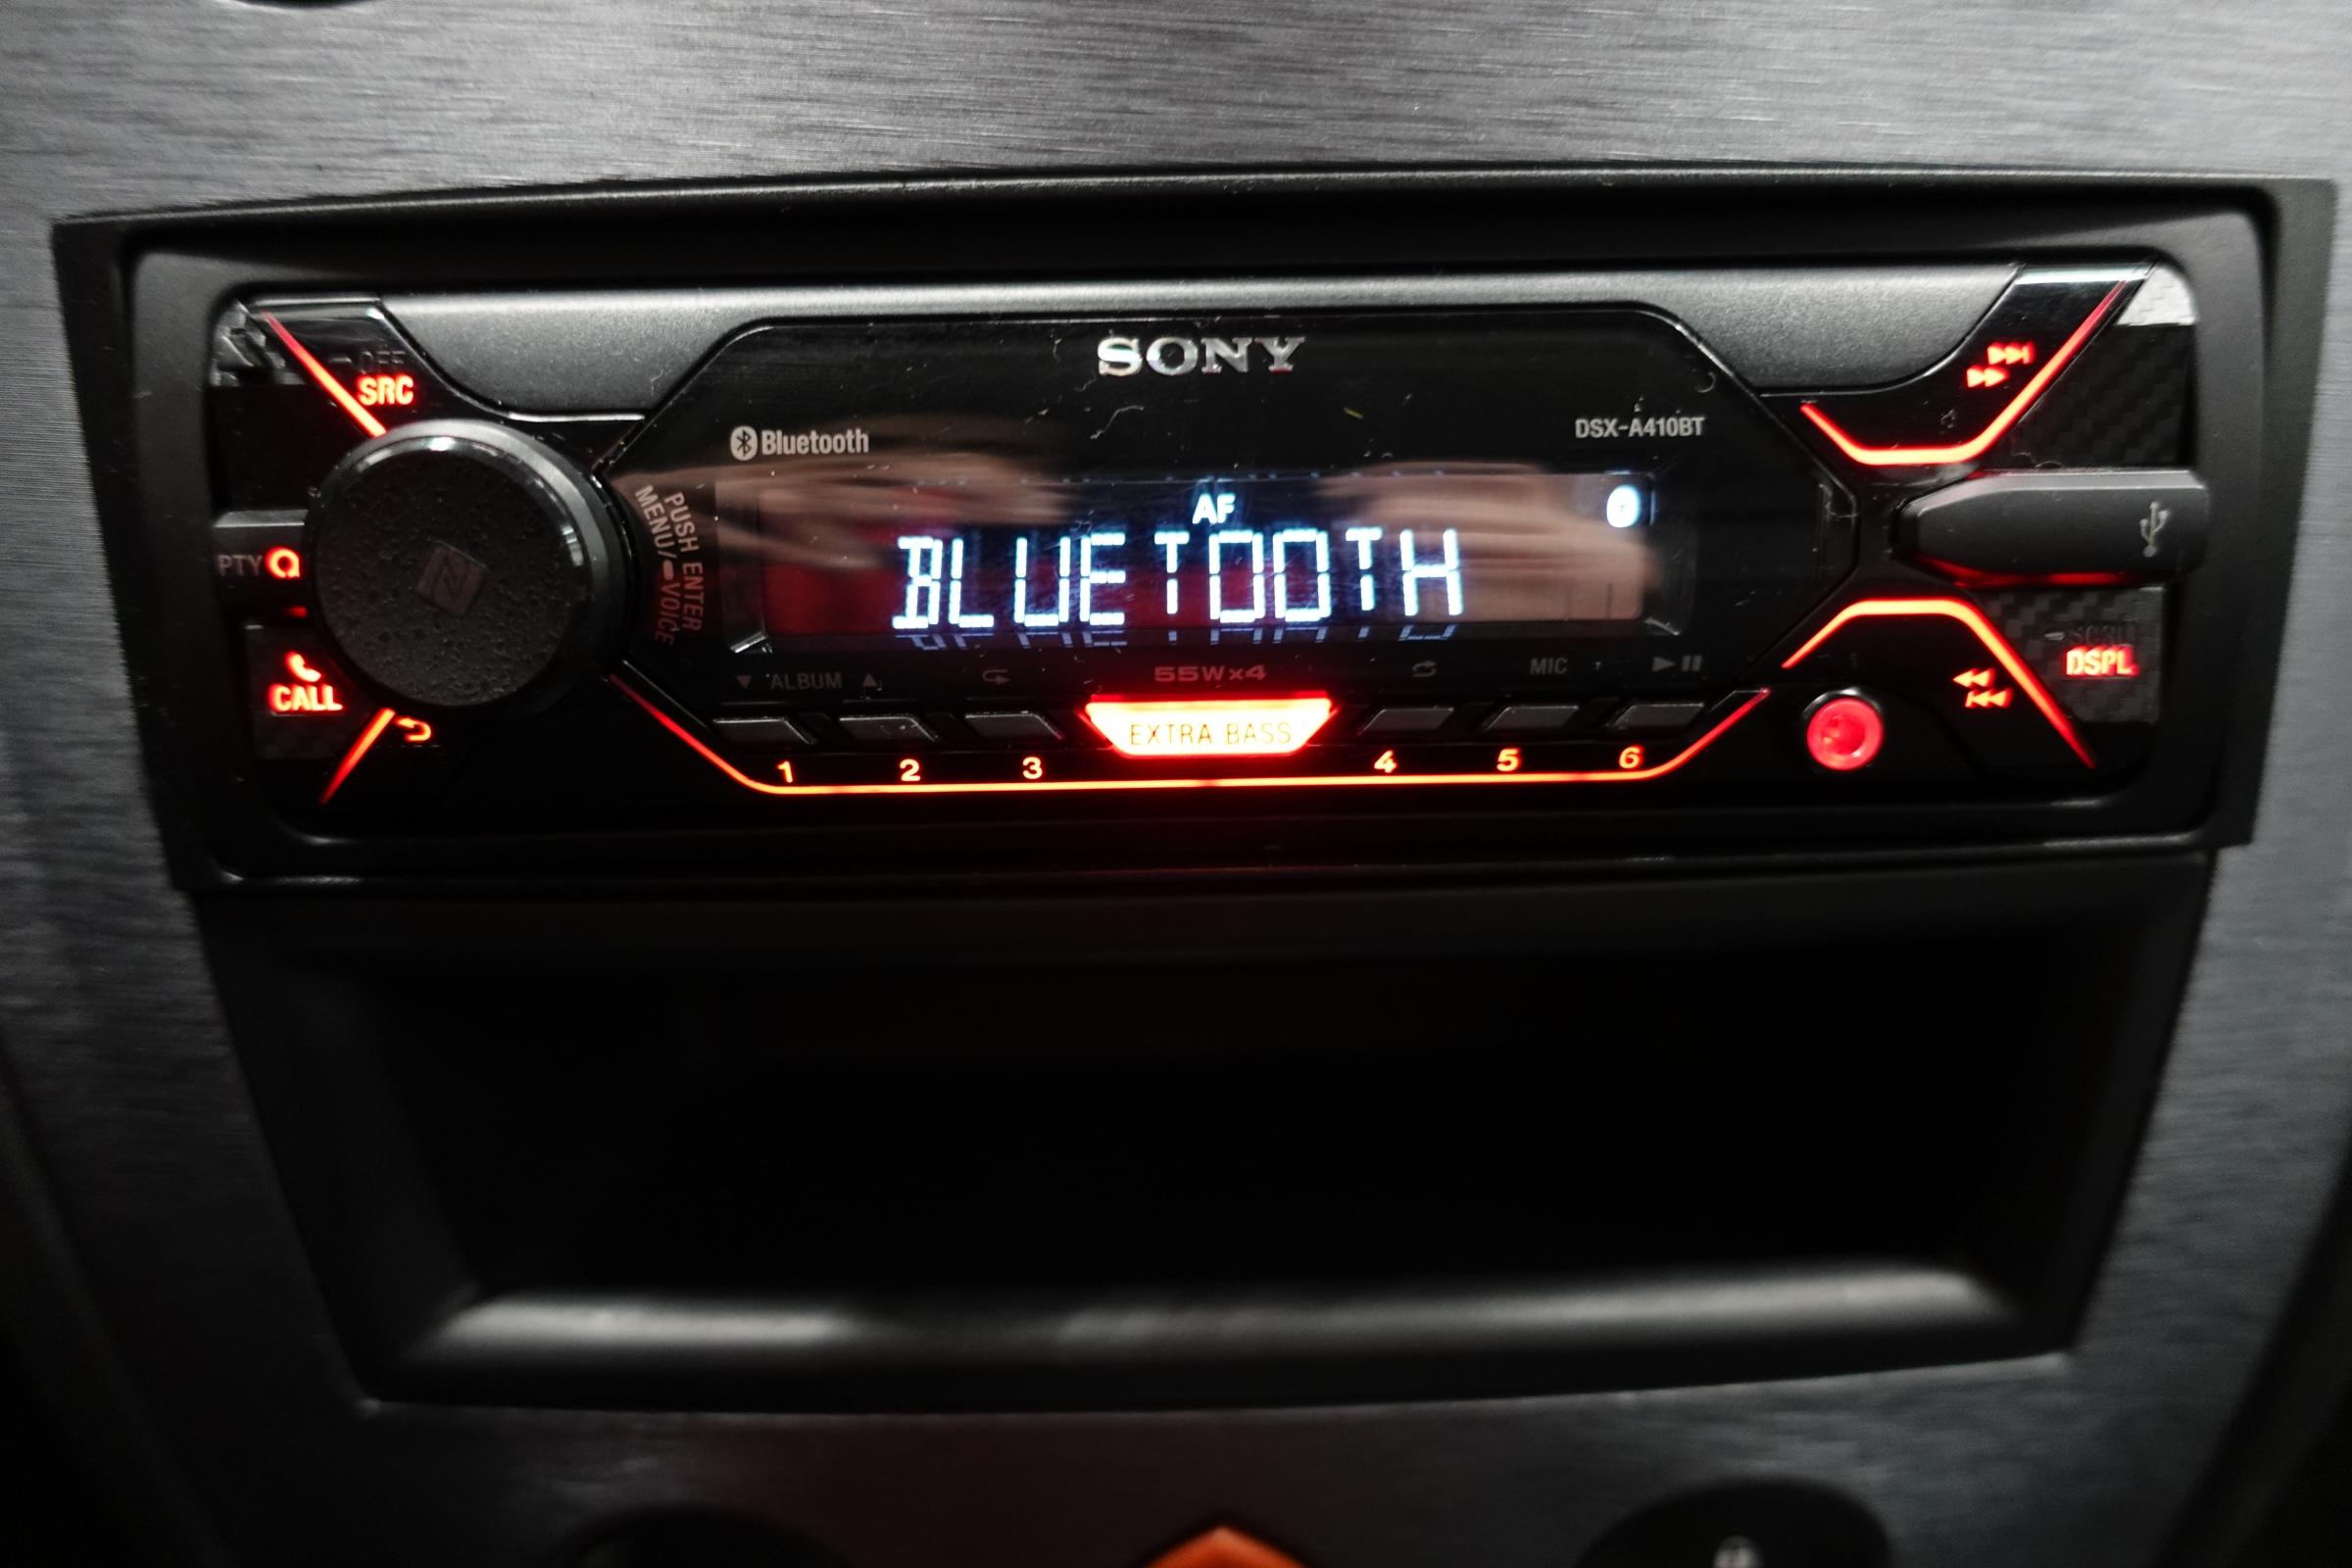 SONY
OFF
SRC
Bluetooth
DSX-A410BT
PUSH ENTER
MENU/ VOICE
AF
BLUETOOTH
PTY
CALL
ALBUM
55W x 4
MIC
EXTRA BASS
DSPL
1 2 3 4 5 6